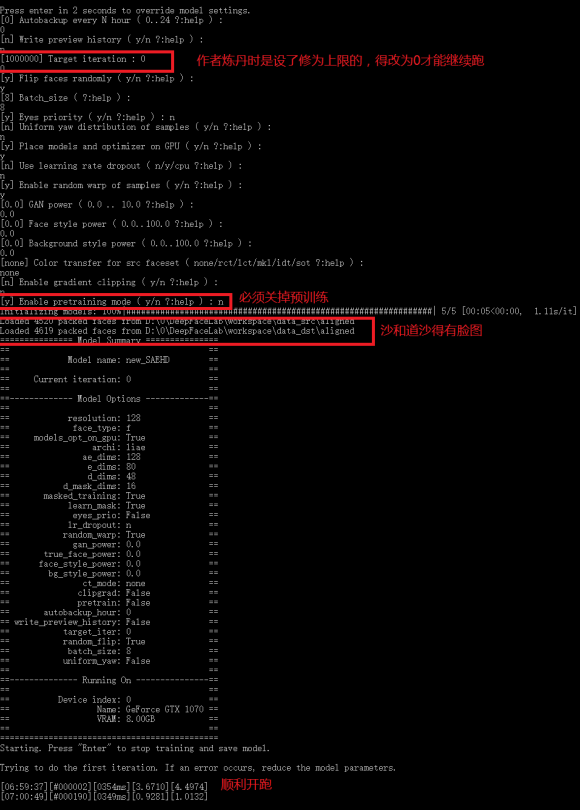 Press enter in 2 seconds to override model settings.
[0] Autobackup every N hour ( 0..24 ?:help ) :
0
[n] Write preview history ( y/n ?:help ) :
n
[1000000] Target iteration : 0
作者炼丹时是设了修为上限的，得改为0才能继续跑
[y] Flip faces randomly ( y/n ?:help ) :
y
[8] Batch_size ( ?:help ) :
8
[y] Eyes priority ( y/n ?:help ) : n
[n] Uniform yaw distribution of samples ( y/n ?:help ) :
n
[y] Place models and optimizer on GPU ( y/n ?:help ) :
y
[n] Use learning rate dropout ( n/y/cpu ?:help ) :
n
[y] Enable random warp of samples ( y/n ?:help ) :
y
[0.0] GAN power ( 0.0 .. 10.0 ?:help ) :
0.0
[0.0] Face style power ( 0.0..100.0 ?:help ) :
0.0
[0.0] Background style power ( 0.0..100.0 ?:help ) :
0.0
[none] Color transfer for src faceset ( none/rct/lct/mkl/idt/sot ?:help ) :
none
[n] Enable gradient clipping ( y/n ?:help ) :
n
[y] Enable pretraining mode ( y/n ?:help ) : n
必须关掉预训练
Initializing models: 100%|################################################################| 5/5 [00:05<00:00, 1.11s/it]
Loaded 4620 packed faces from D:\0\DeepFaceLab\workspace\data_src\aligned
Loaded 4619 packed faces from D:\0\DeepFaceLab\workspace\data_dst\aligned
沙和道沙得有脸图
=============== Model Summary ===============
== ==
== Model name: new_SAEHD ==
== ==
== Current iteration: 0 ==
== ==
==------------- Model Options -------------==
== ==
== resolution: 128 ==
== face_type: f ==
== models_opt_on_gpu: True ==
== archi: liae ==
== ae_dims: 128 ==
== e_dims: 80 ==
== d_dims: 48 ==
== d_mask_dims: 16 ==
== masked_training: True ==
== learn_mask: True ==
== eyes_prio: False ==
== lr_dropout: n ==
== random_warp: True ==
== gan_power: 0.0 ==
== true_face_power: 0.0 ==
== face_style_power: 0.0 ==
== bg_style_power: 0.0 ==
== ct_mode: none ==
== clipgrad: False ==
== pretrain: False ==
== autobackup_hour: 0 ==
== write_preview_history: False ==
== target_iter: 0 ==
== random_flip: True ==
== batch_size: 8 ==
== uniform_yaw: False ==
== ==
==-------------- Running On ---------------==
== ==
== Device index: 0 ==
== Name: GeForce GTX 1070 ==
== VRAM: 8.00GB ==
== ==
=============================================
Starting. Press "Enter" to stop training and save model.
Trying to do the first iteration. If an error occurs, reduce the model parameters.
顺利开跑
[06:59:37][#000002][0354ms][3.6710][4.4974]
[07:00:49][#000190][0349ms][0.9281][1.0132]